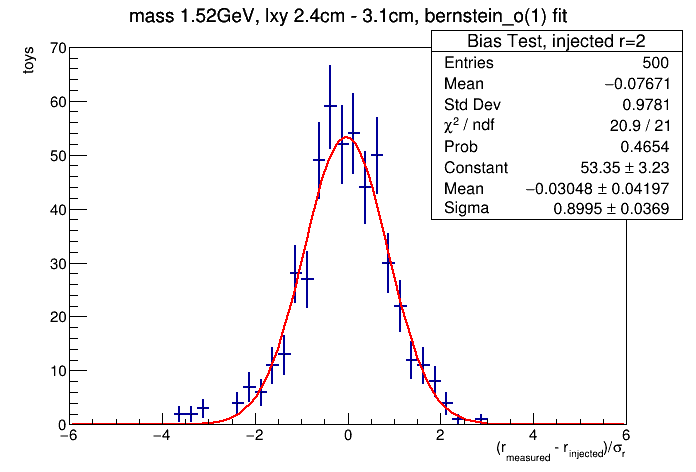 mass 1.52GeV, lxy 2.4cm - 3.1cm, bernstein_o(1) fit
Bias Test, injected r=2
Entries 500
Mean −0.07671
Std Dev 0.9781
χ² / ndf 20.9 / 21
Prob 0.4654
Constant 53.35 ± 3.23
Mean −0.03048 ± 0.04197
Sigma 0.8995 ± 0.0369
toys
70
60
50
40
30
20
10
0
−6 −4 −2 0 2 4 6
(r_measured - r_injected)/σ_r